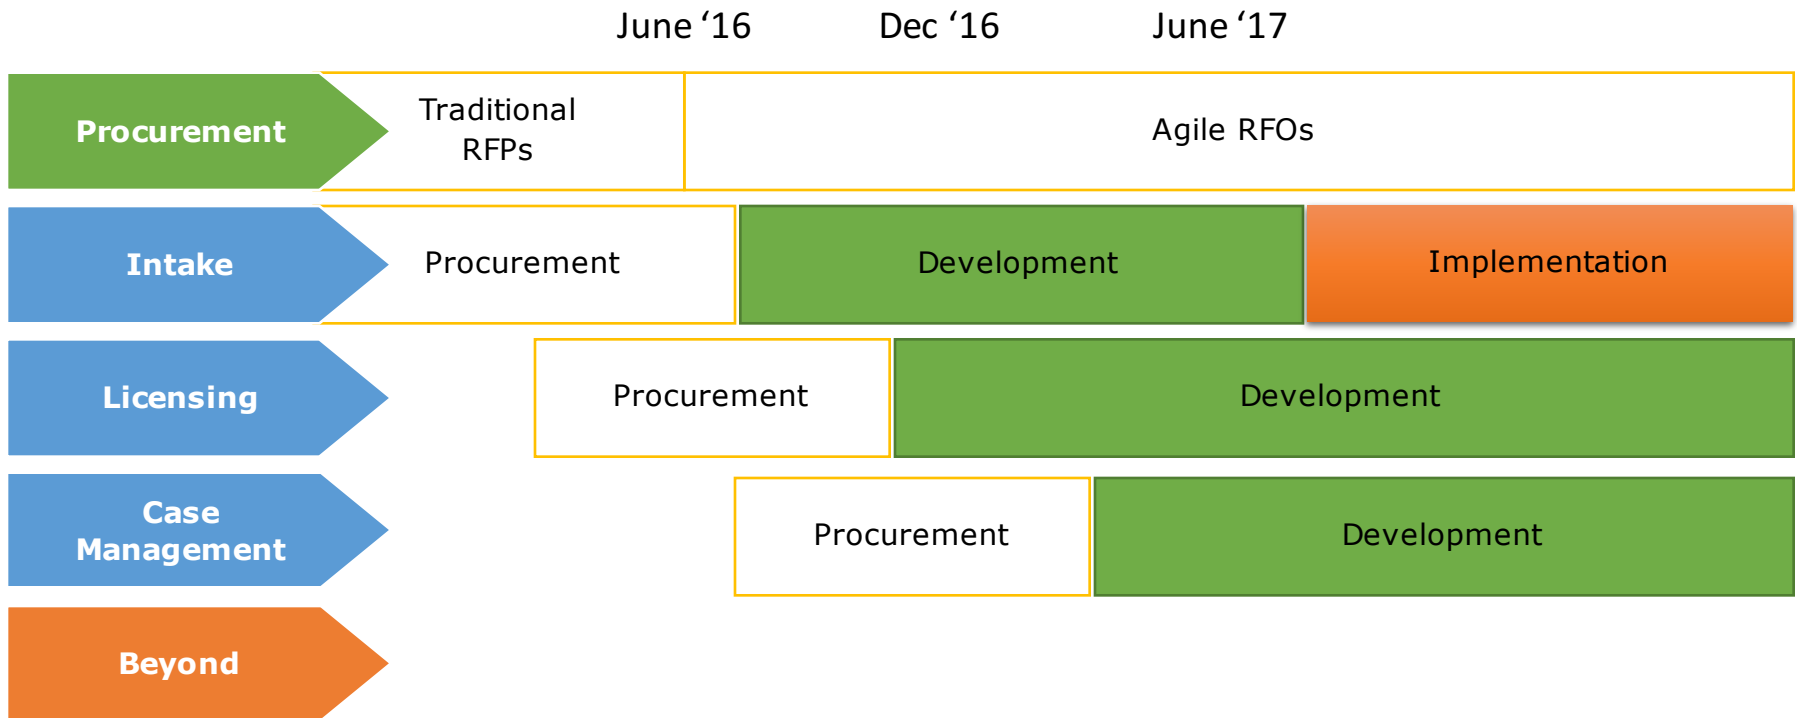 June ‘16 Dec ‘16 June ‘17
Procurement
Traditional
RFPs
Agile RFOs
Intake
Procurement
Development
Implementation
Licensing
Procurement
Development
Case
Management
Procurement
Development
Beyond